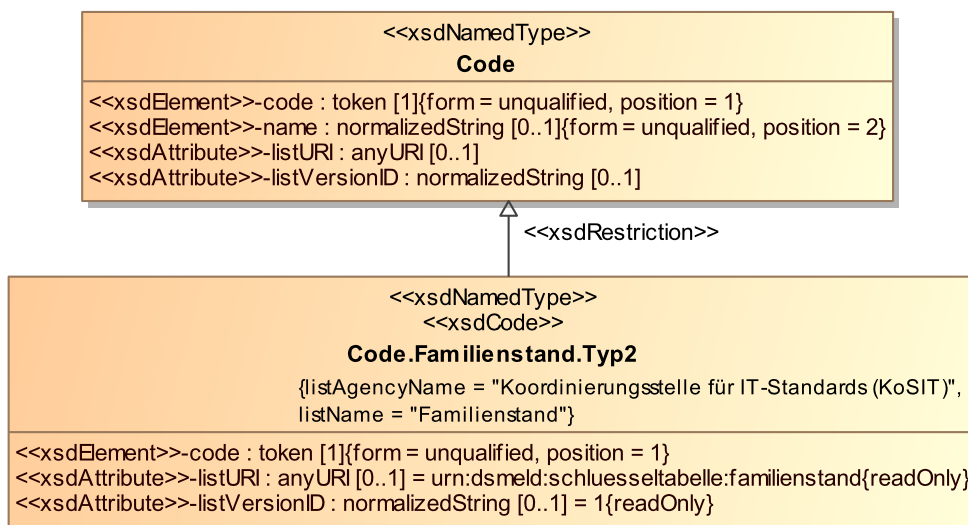 <<xsdNamedType>>
Code
<<xsdElement>>-code : token [1]{form = unqualified, position = 1}
<<xsdElement>>-name : normalizedString [0..1]{form = unqualified, position = 2}
<<xsdAttribute>>-listURI : anyURI [0..1]
<<xsdAttribute>>-listVersionID : normalizedString [0..1]
<<xsdRestriction>>
<<xsdNamedType>>
<<xsdCode>>
Code.Familienstand.Typ2
{listAgencyName = "Koordinierungsstelle für IT-Standards (KoSIT)",
listName = "Familienstand"}
<<xsdElement>>-code : token [1]{form = unqualified, position = 1}
<<xsdAttribute>>-listURI : anyURI [0..1] = urn:dsmeld:schluesseltabelle:familienstand{readOnly}
<<xsdAttribute>>-listVersionID : normalizedString [0..1] = 1{readOnly}